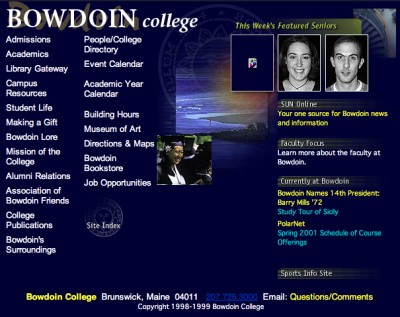 BOWDOIN college
This Week's Featured Seniors
Admissions
Academics
Library Gateway
Campus
Resources
Student Life
Making a Gift
Bowdoin Lore
Mission of the
College
Alumni Relations
Association of
Bowdoin Friends
College
Publications
Bowdoin's
Surroundings
People/College
Directory
Event Calendar
Academic Year
Calendar
Building Hours
Museum of Art
Directions & Maps
Bowdoin
Bookstore
Job Opportunities
Site Index
SUN Online
Your one source for Bowdoin news
and information
Faculty Focus
Learn more about the faculty at
Bowdoin.
Currently at Bowdoin
Bowdoin Names 14th President:
Barry Mills '72
Study Tour of Sicily
PolarNet
Spring 2001 Schedule of Course
Offerings
Sports Info Site
Bowdoin College Brunswick, Maine 04011 207.725.3000 Email: Questions/Comments
Copyright 1998-1999 Bowdoin College